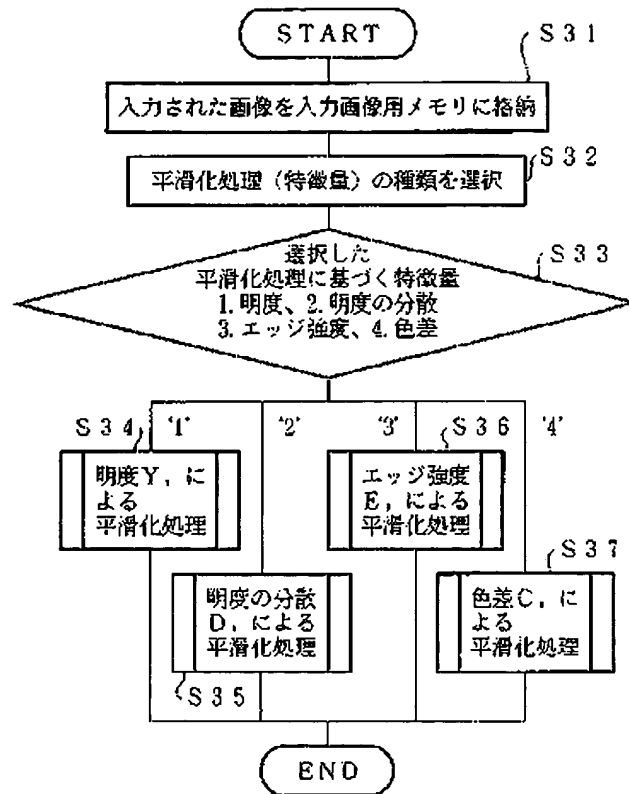 START
S31
入力された画像を入力画像用メモリに格納
S32
平滑化処理（特徴量）の種類を選択
S33
選択した
平滑化処理に基づく特徴量
1.明度、2.明度の分散
3.エッジ強度、4.色差
S34
'1'
'2'
'3'
S36
'4'
明度Y, に
よる
平滑化処理
エッジ強度
E, による
平滑化処理
S37
明度の分散
D, による
平滑化処理
色差C, に
よる
平滑化処理
S35
END